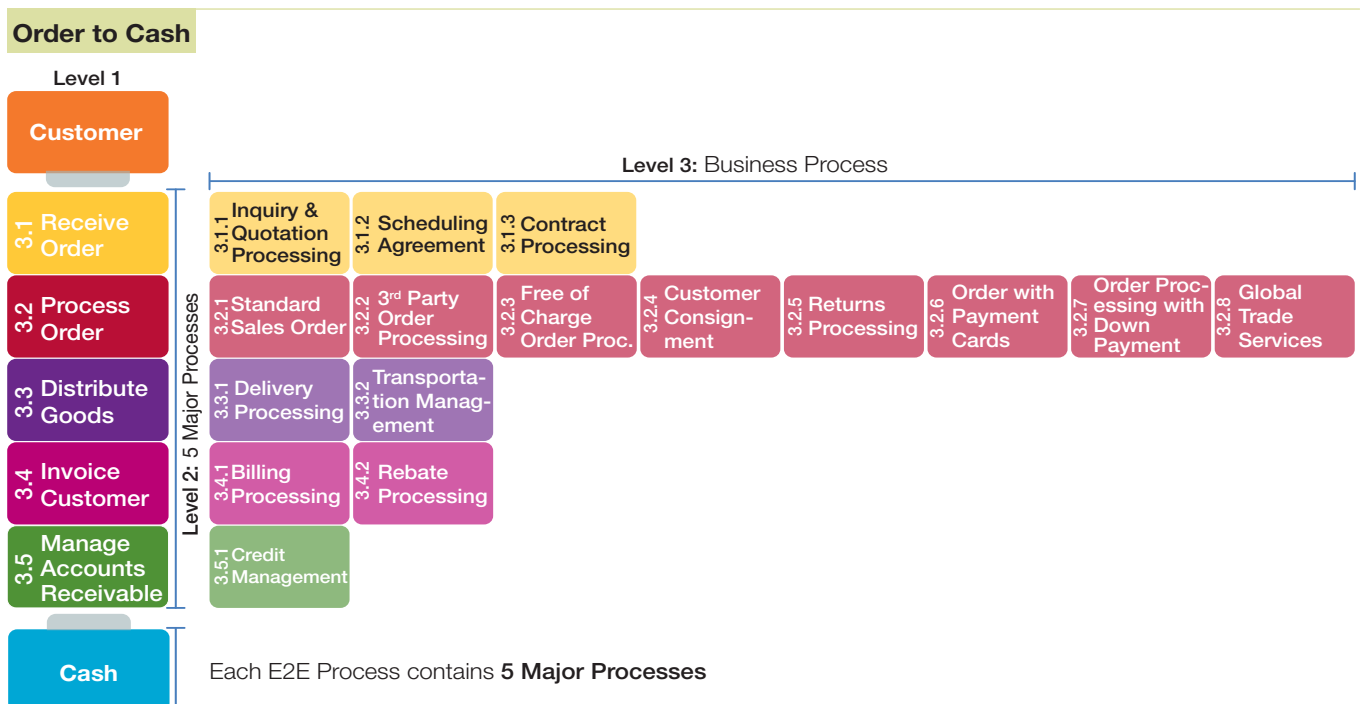 Order to Cash
Level 1
Customer
Level 3: Business Process
3.1 Receive
Order
3.1.1 Inquiry &
Quotation
Processing
3.1.2 Scheduling
Agreement
3.1.3 Contract
Processing
3.2 Process
Order
3.2.1 Standard
Sales Order
3.2.2 3rd Party
Order
Processing
3.2.3 Free of
Charge
Order Proc.
3.2.4 Customer
Consign-
ment
3.2.5 Returns
Processing
3.2.6 Order with
Payment
Cards
3.2.7 Order Proc-
essing with
Down
Payment
3.2.8 Global
Trade
Services
Level 2: 5 Major Processes
3.3 Distribute
Goods
3.3.1 Delivery
Processing
3.3.2 Transporta-
tion Manag-
ement
3.4 Invoice
Customer
3.4.1 Billing
Processing
3.4.2 Rebate
Processing
3.5 Manage
Accounts
Receivable
3.5.1 Credit
Management
Cash
Each E2E Process contains 5 Major Processes